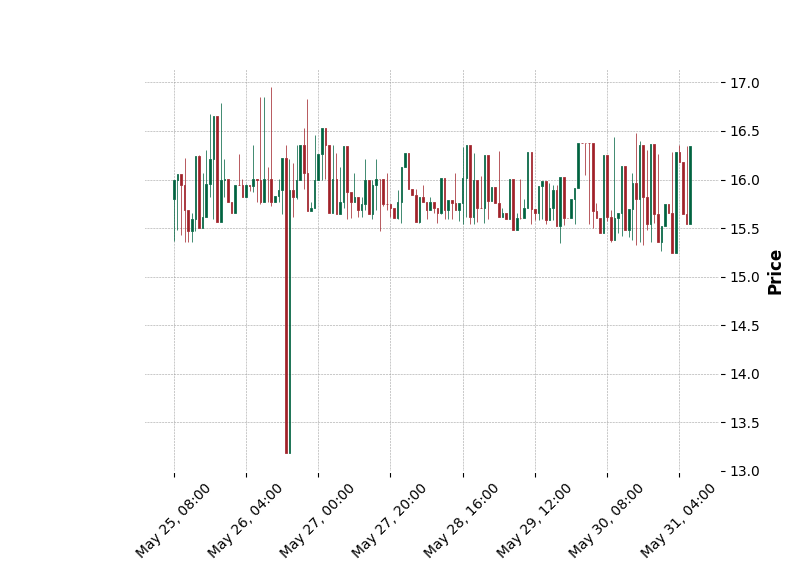 17.0
16.5
16.0
15.5
15.0
14.5
14.0
13.5
13.0
Price
May 25, 08:00
May 26, 04:00
May 27, 00:00
May 27, 20:00
May 28, 16:00
May 29, 12:00
May 30, 08:00
May 31, 04:00